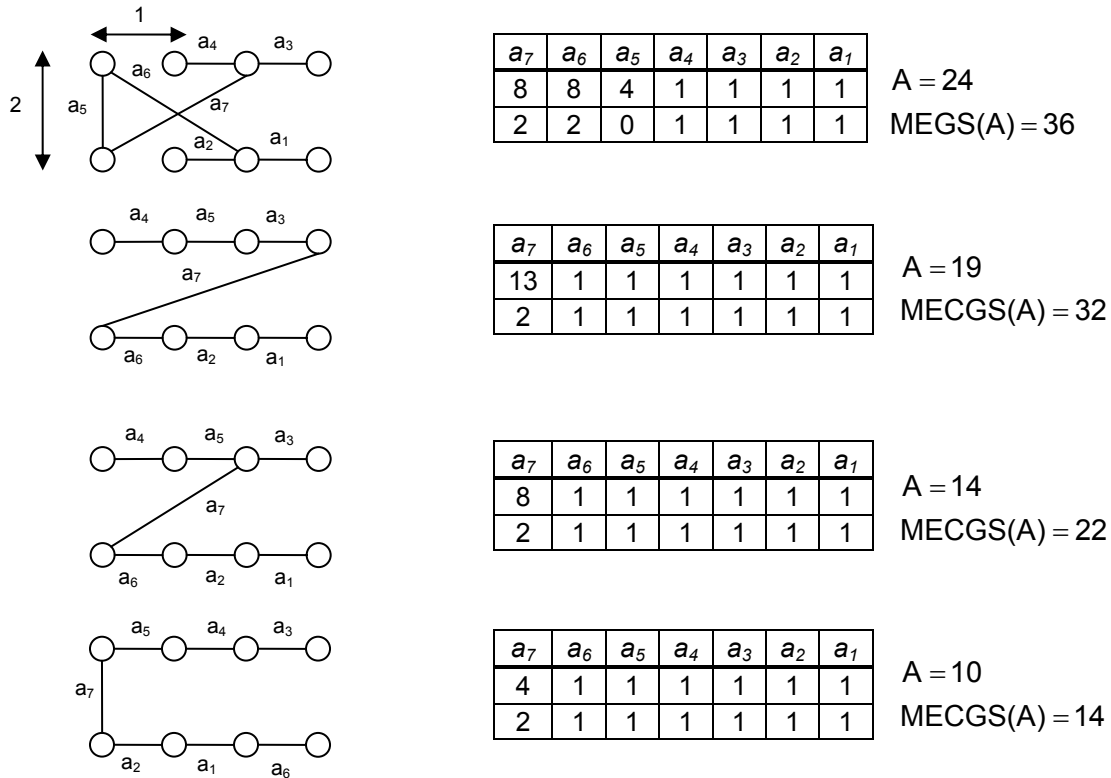 1
a4 a3
a6
2 a5 a7
a2 a1
a7 a6 a5 a4 a3 a2 a1
8 8 4 1 1 1 1
2 2 0 1 1 1 1
A = 24
MEGS(A) = 36
a4 a5 a3
a7
a6 a2 a1
a7 a6 a5 a4 a3 a2 a1
13 1 1 1 1 1 1
2 1 1 1 1 1 1
A = 19
MECGS(A) = 32
a4 a5 a3
a7
a6 a2 a1
a7 a6 a5 a4 a3 a2 a1
8 1 1 1 1 1 1
2 1 1 1 1 1 1
A = 14
MECGS(A) = 22
a5 a4 a3
a7
a2 a1 a6
a7 a6 a5 a4 a3 a2 a1
4 1 1 1 1 1 1
2 1 1 1 1 1 1
A = 10
MECGS(A) = 14